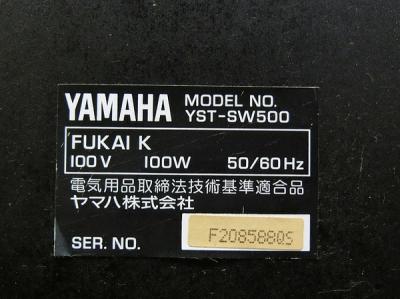 YAMAHA MODEL NO.
YST-SW500
FUKAI K
100V 100W 50/60Hz
電気用品取締法技術基準適合品
ヤマハ株式会社
SER. NO. F208588QS